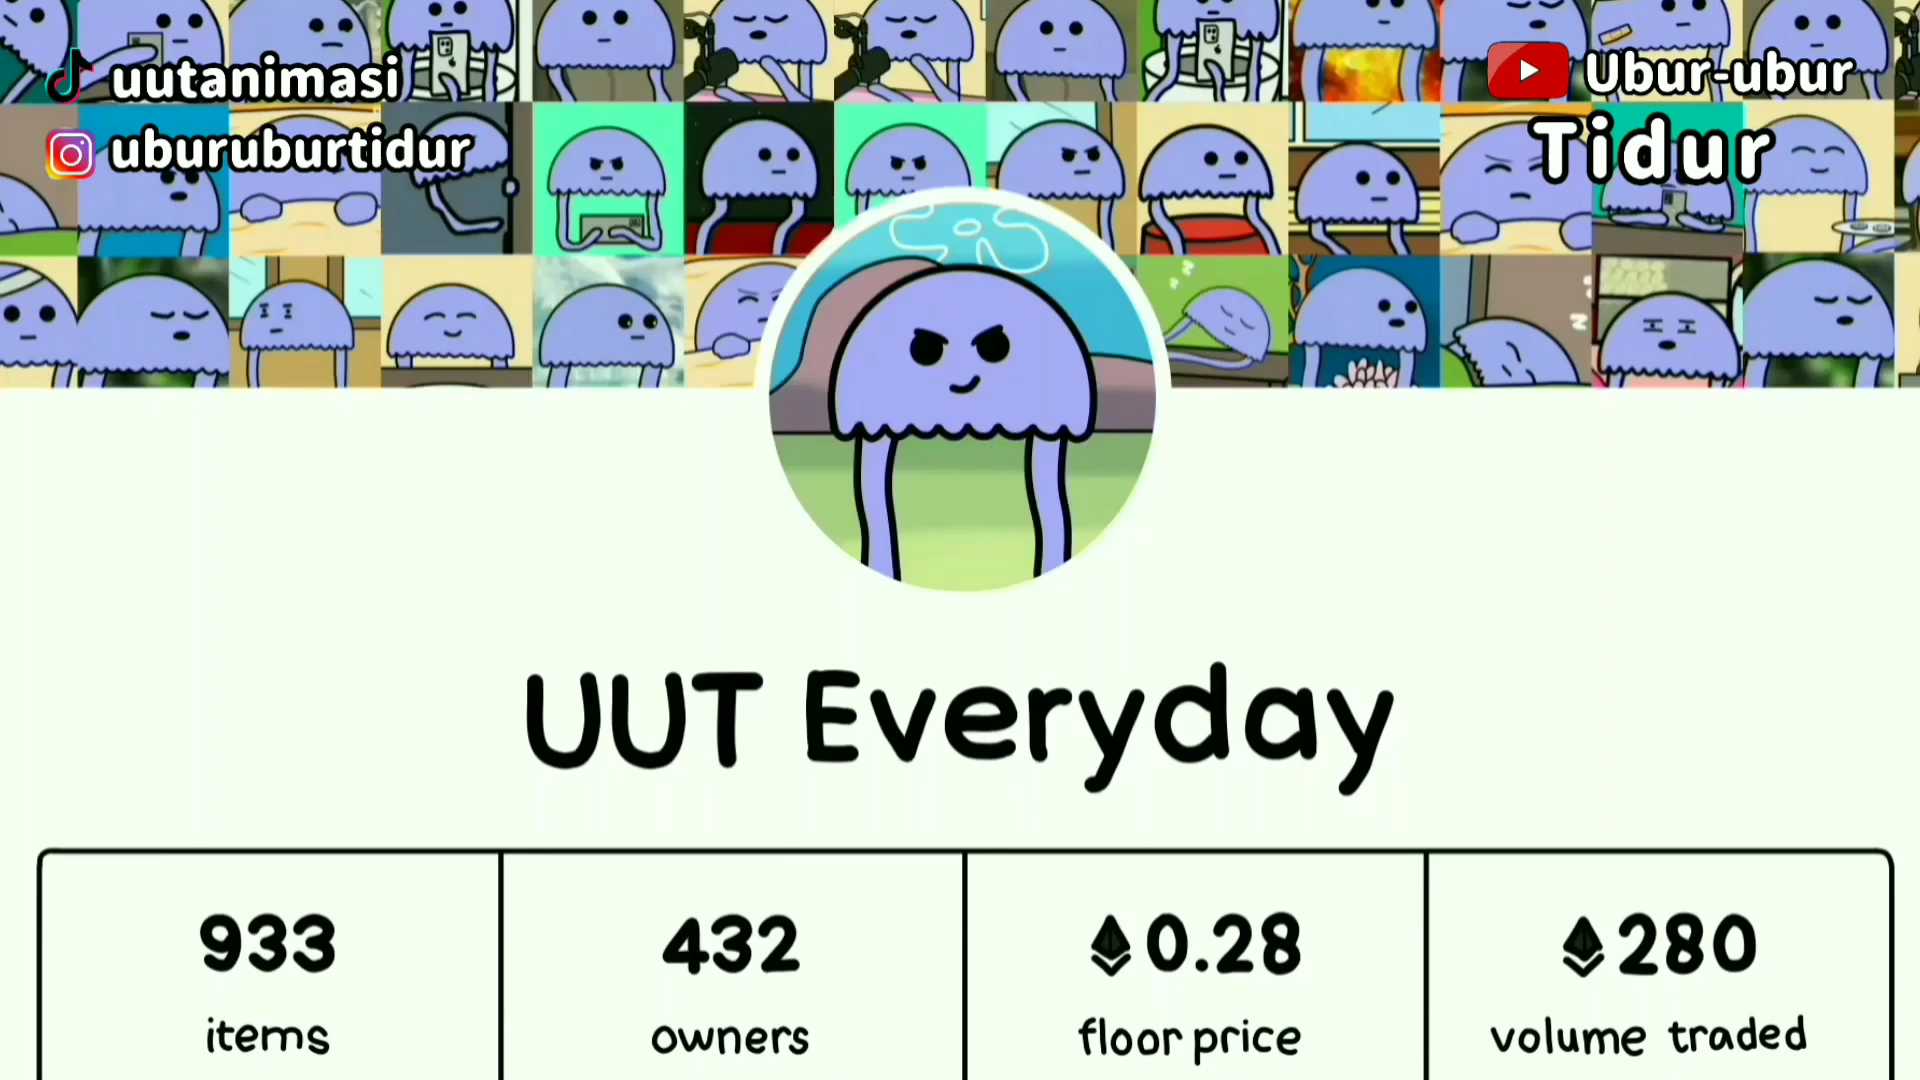 uutanimasi
uburuburtidur
Ubur-ubur
Tidur
UUT Everyday
933
items
432
owners
0.28
floor price
280
volume traded